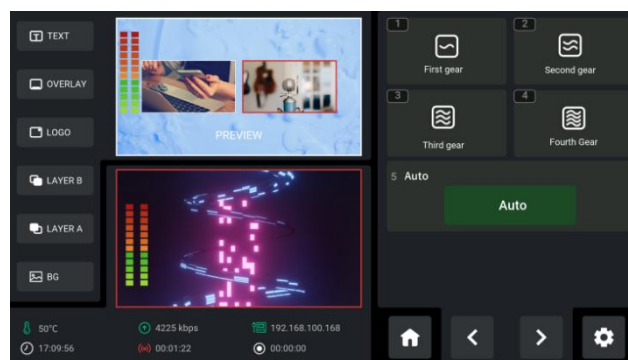 TEXT
OVERLAY
LOGO
LAYER B
LAYER A
BG
PREVIEW
50°C
4225 kbps
192.168.100.168
17:09:56
00:01:22
00:00:00
1
First gear
2
Second gear
3
Third gear
4
Fourth Gear
5 Auto
Auto